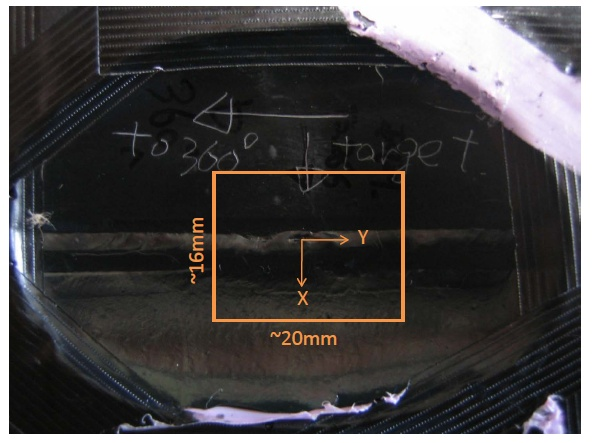 to 360° target
~16mm
Y
X
~20mm